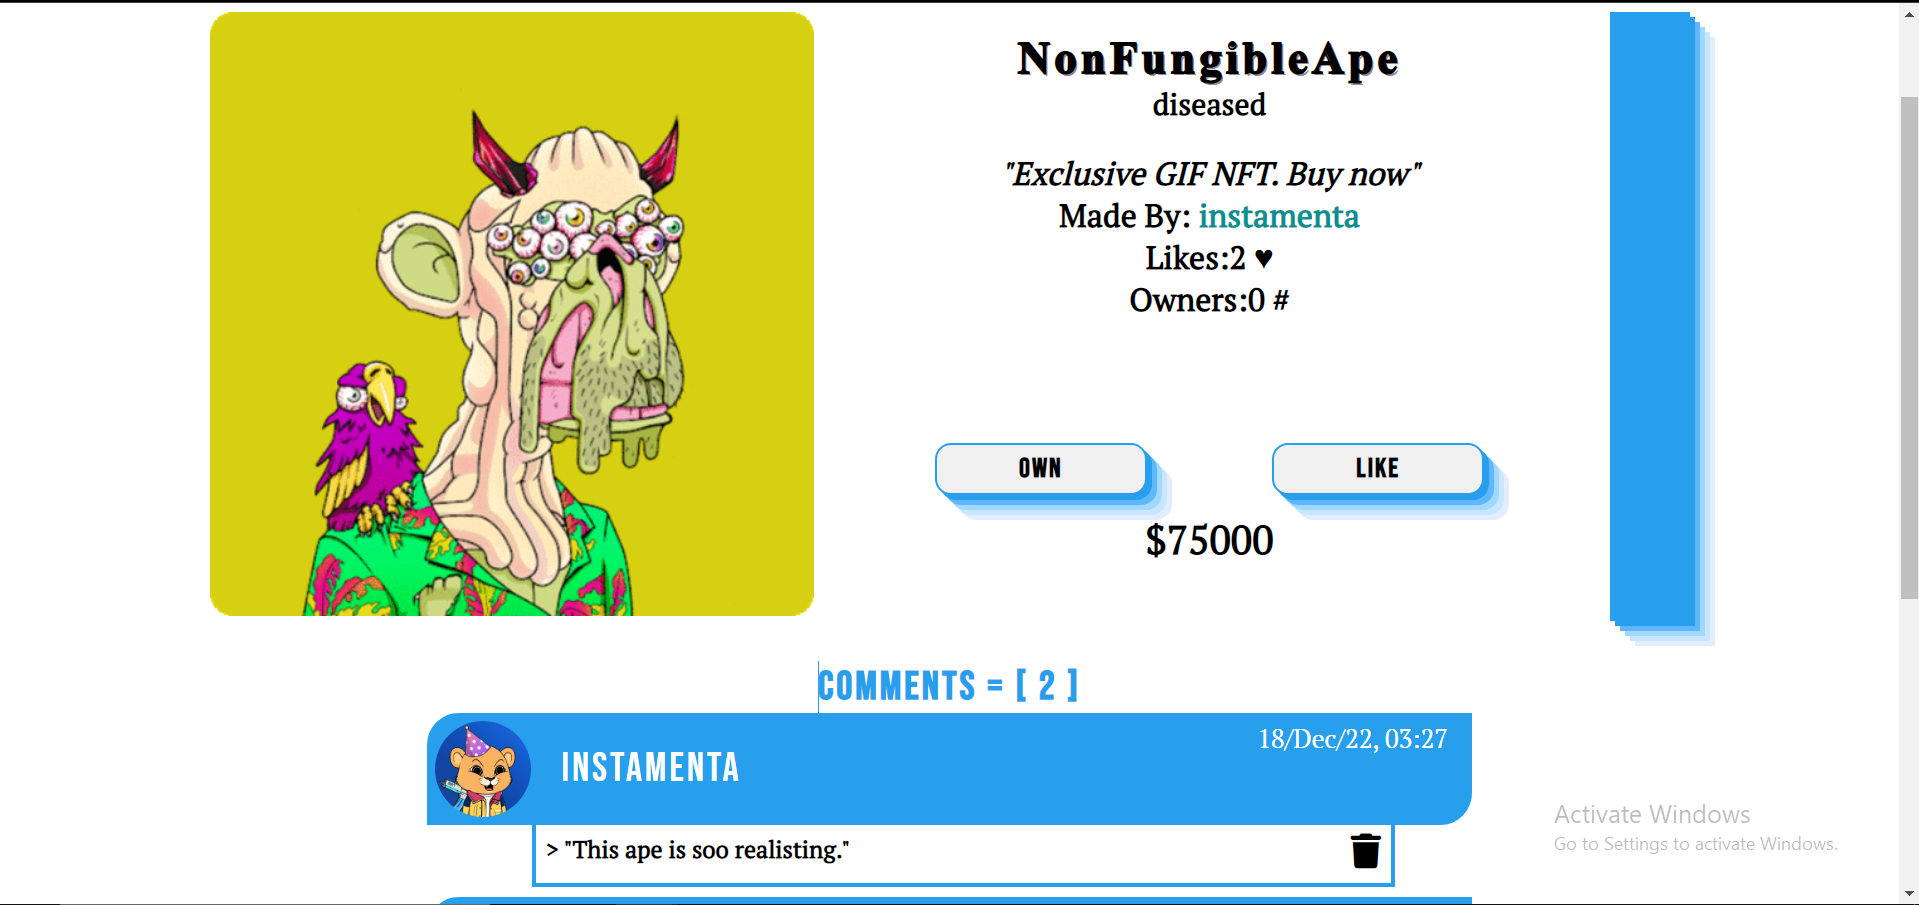 NonFungibleApe
diseased
"Exclusive GIF NFT. Buy now"
Made By: instamenta
Likes:2 ♥
Owners:0 #
OWN
LIKE
$75000
COMMENTS = [ 2 ]
INSTAMENTA
18/Dec/22, 03:27
> "This ape is soo realisting."
Activate Windows
Go to Settings to activate Windows.